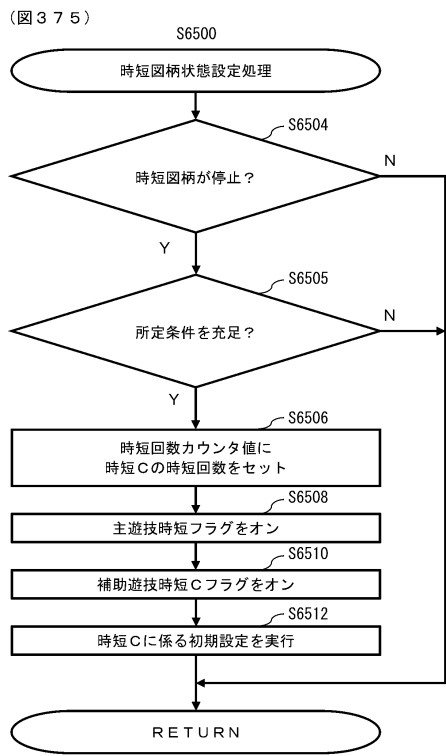 (図375)
S6500
時短図柄状態設定処理
S6504
時短図柄が停止?
N
Y
S6505
所定条件を充足?
N
Y
S6506
時短回数カウンタ値に
時短Cの時短回数をセット
S6508
主遊技時短フラグをオン
S6510
補助遊技時短Cフラグをオン
S6512
時短Cに係る初期設定を実行
RETURN